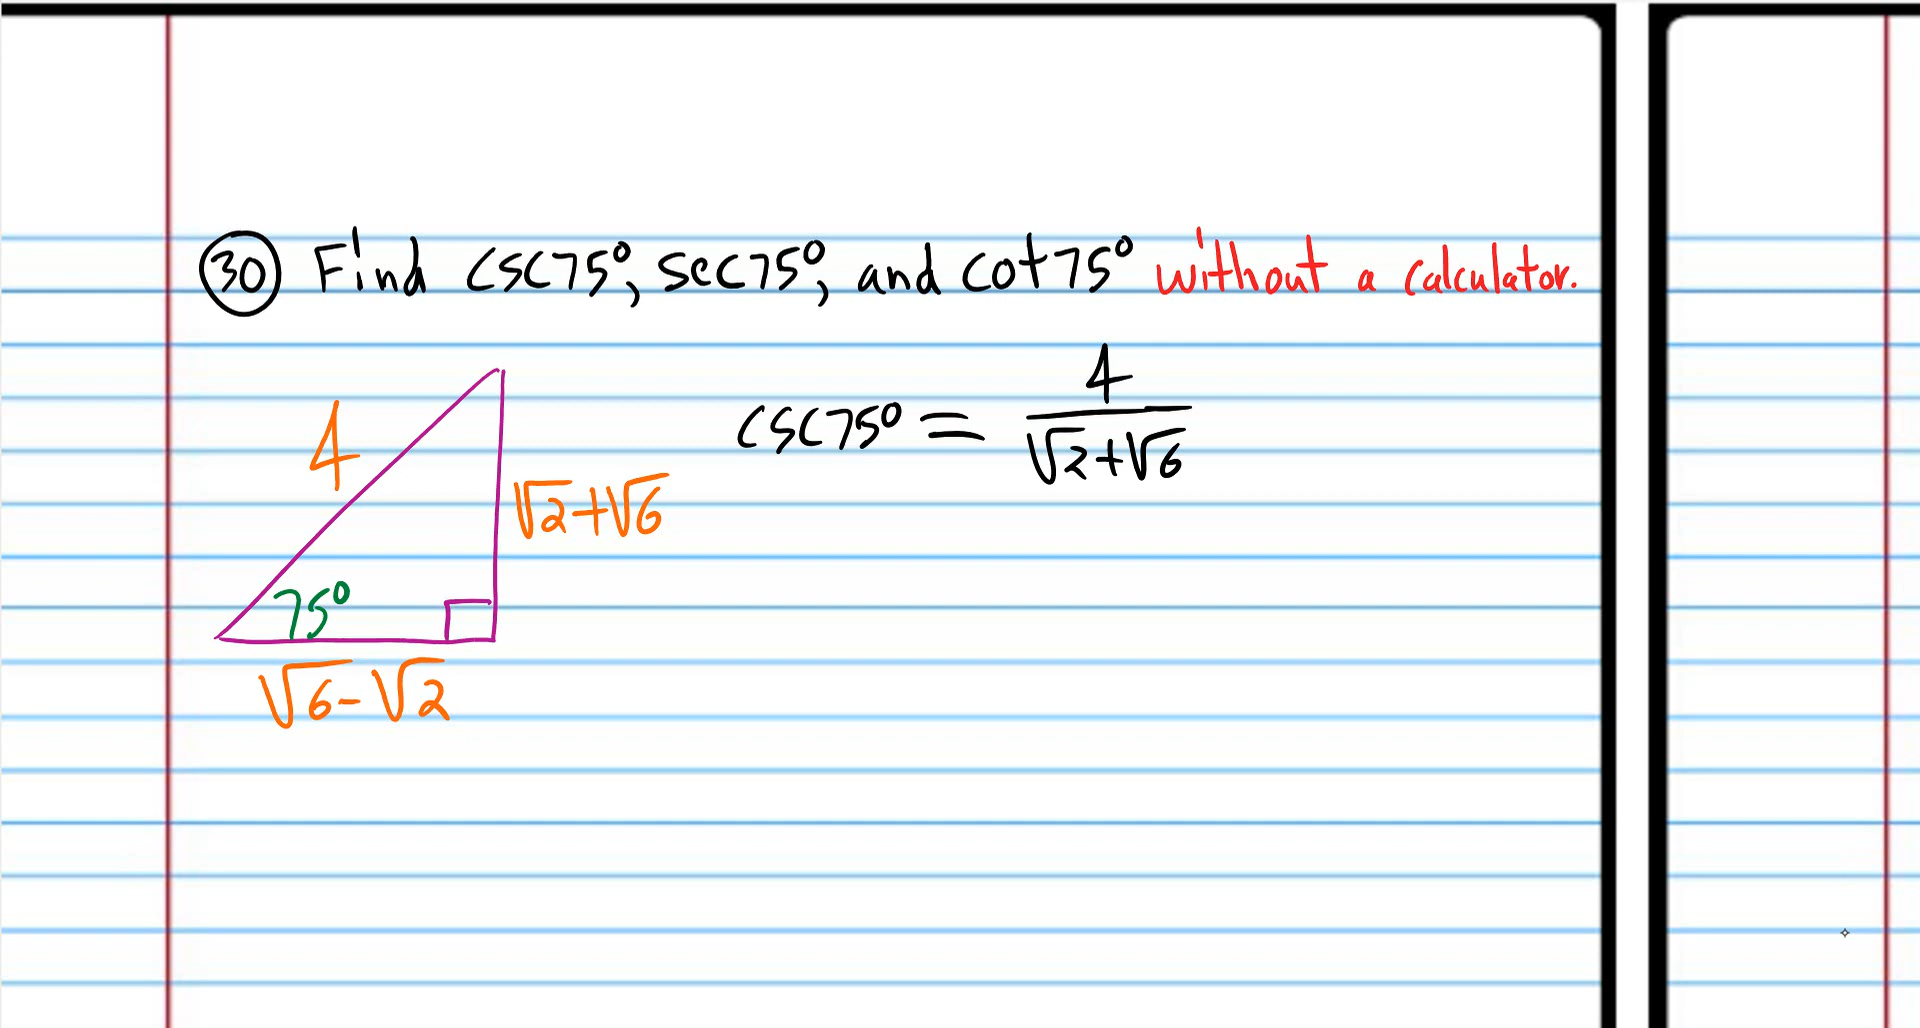 30 Find csc75°, sec75°, and cot75° without a calculator.
4
csc75° = 4/(√2+√6)
√2+√6
75°
√6-√2